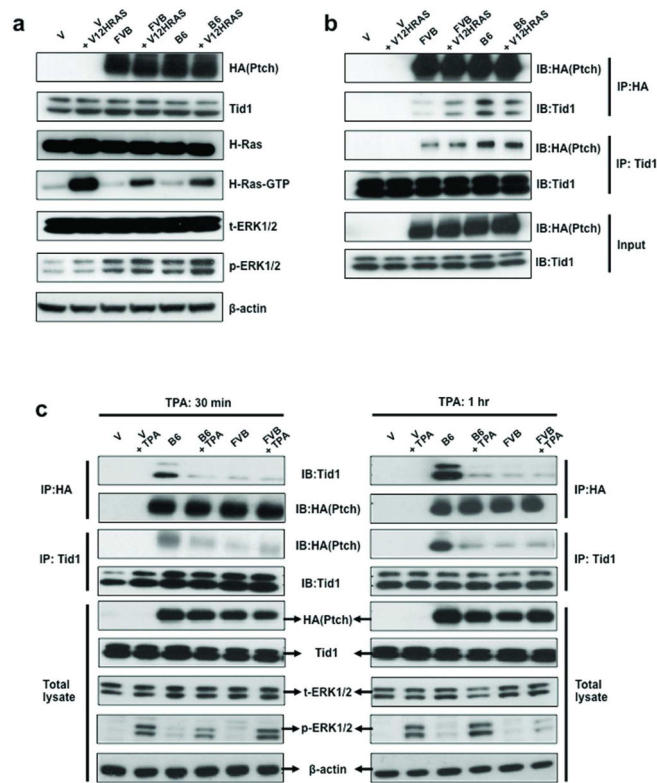 a
V
V + V12HRAS
FVB
FVB + V12HRAS
B6
B6 + V12HRAS
HA(Ptch)
Tid1
H-Ras
H-Ras-GTP
t-ERK1/2
p-ERK1/2
β-actin
b
V
V + V12HRAS
FVB
FVB + V12HRAS
B6
B6 + V12HRAS
IB:HA(Ptch)
IB:Tid1
IP:HA
IB:HA(Ptch)
IB:Tid1
IP: Tid1
IB:HA(Ptch)
IB:Tid1
Input
c
TPA: 30 min
TPA: 1 hr
V
V + TPA
B6
B6 + TPA
FVB
FVB + TPA
V
V + TPA
B6
B6 + TPA
FVB
FVB + TPA
IP:HA
IB:Tid1
IB:HA(Ptch)
IP:HA
IP: Tid1
IB:HA(Ptch)
IB:Tid1
IP: Tid1
Total lysate
HA(Ptch)
Tid1
t-ERK1/2
p-ERK1/2
β-actin
Total lysate